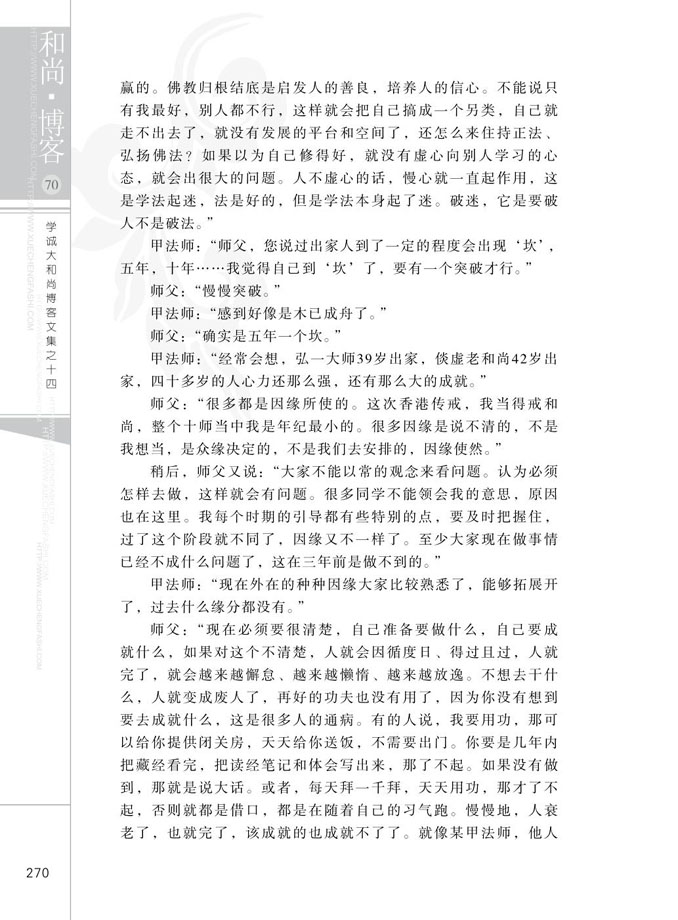 和尚·博客
70
学诚大和尚博客文集之十四
赢的。佛教归根结底是启发人的善良，培养人的信心。不能说只
有我最好，别人都不行，这样就会把自己搞成一个另类，自己就
走不出去了，就没有发展的平台和空间了，还怎么来住持正法、
弘扬佛法？如果以为自己修得好，就没有虚心向别人学习的心
态，就会出很大的问题。人不虚心的话，慢心就一直起作用，这
是学法起迷，法是好的，但是学法本身起了迷。破迷，它是要破
人不是破法。”
甲法师：“师父，您说过出家人到了一定的程度会出现‘坎’，
五年，十年……我觉得自己到‘坎’了，要有一个突破才行。”
师父：“慢慢突破。”
甲法师：“感到好像是木已成舟了。”
师父：“确实是五年一个坎。”
甲法师：“经常会想，弘一大师39岁出家，倓虚老和尚42岁出
家，四十多岁的人心力还那么强，还有那么大的成就。”
师父：“很多都是因缘所使的。这次香港传戒，我当得戒和
尚，整个十师当中我是年纪最小的。很多因缘是说不清的，不是
我想当，是众缘决定的，不是我们去安排的，因缘使然。”
稍后，师父又说：“大家不能以常的观念来看问题。认为必须
怎样去做，这样就会有问题。很多同学不能领会我的意思，原因
也在这里。我每个时期的引导都有些特别的点，要及时把握住，
过了这个阶段就不同了，因缘又不一样了。至少大家现在做事情
已经不成什么问题了，这在三年前是做不到的。”
甲法师：“现在外在的种种因缘大家比较熟悉了，能够拓展开
了，过去什么缘分都没有。”
师父：“现在必须要很清楚，自己准备要做什么，自己要成
就什么，如果对这个不清楚，人就会因循度日、得过且过，人就
完了，就会越来越懈怠、越来越懒惰、越来越放逸。不想去干什
么，人就变成废人了，再好的功夫也没有用了，因为你没有想到
要去成就什么，这是很多人的通病。有的人说，我要用功，那可
以给你提供闭关房，天天给你送饭，不需要出门。你要是几年内
把藏经看完，把读经笔记和体会写出来，那了不起。如果没有做
到，那就是说大话。或者，每天拜一千拜，天天用功，那才了不
起，否则就都是借口，都是在随着自己的习气跑。慢慢地，人衰
老了，也就完了，该成就的也成就不了了。就像某甲法师，他人
270